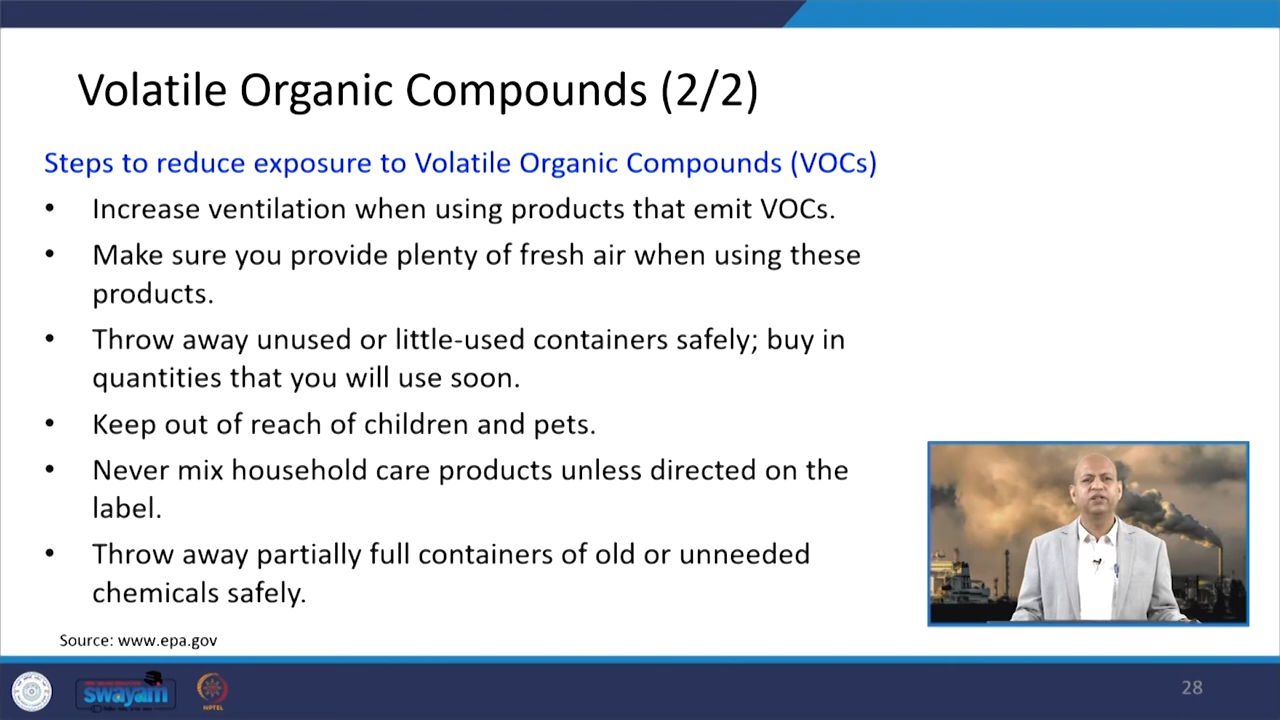 Volatile Organic Compounds (2/2)
Steps to reduce exposure to Volatile Organic Compounds (VOCs)
• Increase ventilation when using products that emit VOCs.
• Make sure you provide plenty of fresh air when using these
products.
• Throw away unused or little-used containers safely; buy in
quantities that you will use soon.
• Keep out of reach of children and pets.
• Never mix household care products unless directed on the
label.
• Throw away partially full containers of old or unneeded
chemicals safely.
Source: www.epa.gov
swayam
NPTEL
28